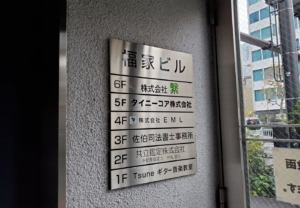 福家ビル
6F 株式会社 繋
5F タイニーコア株式会社
4F 株式会社 EML
3F 佐伯司法書士事務所
2F 共立鑑定株式会社
1F Tsune ギター音楽教室